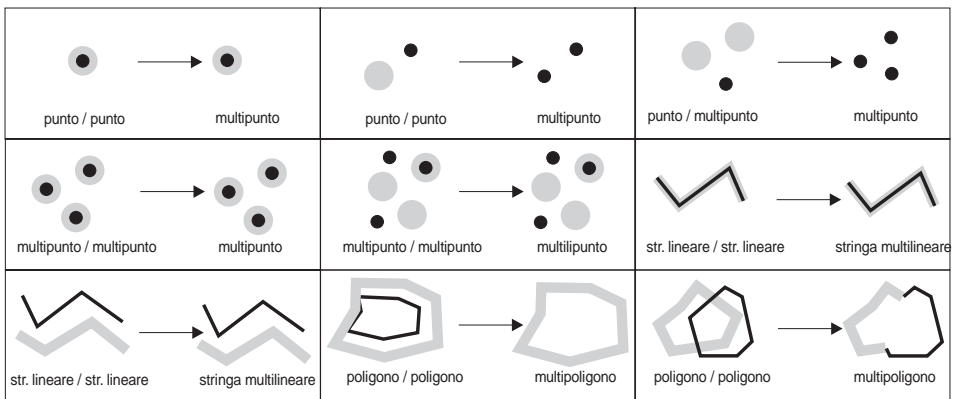 punto / punto
multipunto
punto / punto
multipunto
punto / multipunto
multipunto
multipunto / multipunto
multipunto
multipunto / multipunto
multilipunto
str. lineare / str. lineare
stringa multilineare
str. lineare / str. lineare
stringa multilineare
poligono / poligono
multipoligono
poligono / poligono
multipoligono